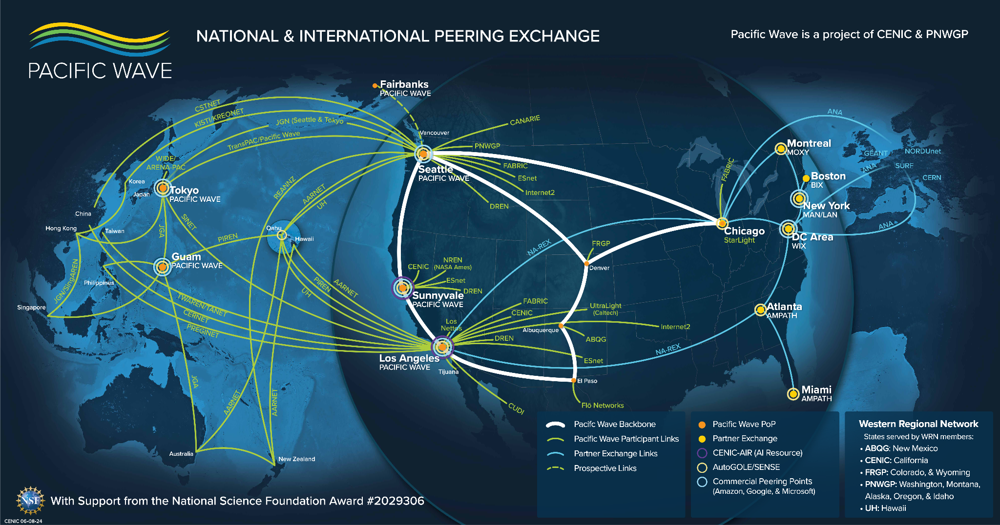 NATIONAL & INTERNATIONAL PEERING EXCHANGE
Pacific Wave is a project of CENIC & PNWGP
PACIFIC WAVE
Fairbanks
PACIFIC WAVE
CSTNET
KISTI/KREONET
JGN (Seattle & Tokyo
TransPAC/Pacific Wave
WIDE/
ARENA-PAC
Vancouver
CANARIE
PNWGP
FABRIC
ESnet
Internet2
DREN
Seattle
PACIFIC WAVE
Korea
Japan
Tokyo
PACIFIC WAVE
China
Hong Kong
Taiwan
JGA
SINET
REANNZ
AARNET
UH
Oahu
Hawaii
PIREN
Guam
PACIFIC WAVE
JGN/SingAREN
Philippines
Singapore
TWAREN/TANET
CERNET
PREGINET
PIREN
UH
AARNET
JGA
AARNET
AARNET
Australia
New Zealand
CENIC
NREN
(NASA Ames)
ESnet
DREN
Sunnyvale
PACIFIC WAVE
Los
Nettos
Los Angeles
PACIFIC WAVE
Tijuana
FABRIC
CENIC
UltraLight
(Caltech)
Internet2
DREN
ESnet
CUDI
Albuquerque
ABQG
El Paso
Flō Networks
NA-REX
NA-REX
FRGP
Denver
FABRIC
Chicago
StarLight
ANA
Montreal
MOXY
Boston
BIX
New York
MAN/LAN
DC Area
WIX
Atlanta
AMPATH
Miami
AMPATH
GÉANT
NORDUnet
ANA
SURF
CERN
ANA
Pacifc Wave Backbone
Pacific Wave Participant Links
Partner Exchange Links
Prospective Links
Pacific Wave PoP
Partner Exchange
CENIC-AIR (AI Resource)
AutoGOLE/SENSE
Commercial Peering Points
(Amazon, Google, & Microsoft)
Western Regional Network
States served by WRN members:
• ABQG: New Mexico
• CENIC: California
• FRGP: Colorado, & Wyoming
• PNWGP: Washington, Montana,
Alaska, Oregon, & Idaho
• UH: Hawaii
NSF
With Support from the National Science Foundation Award #2029306
CENIC 06-08-24